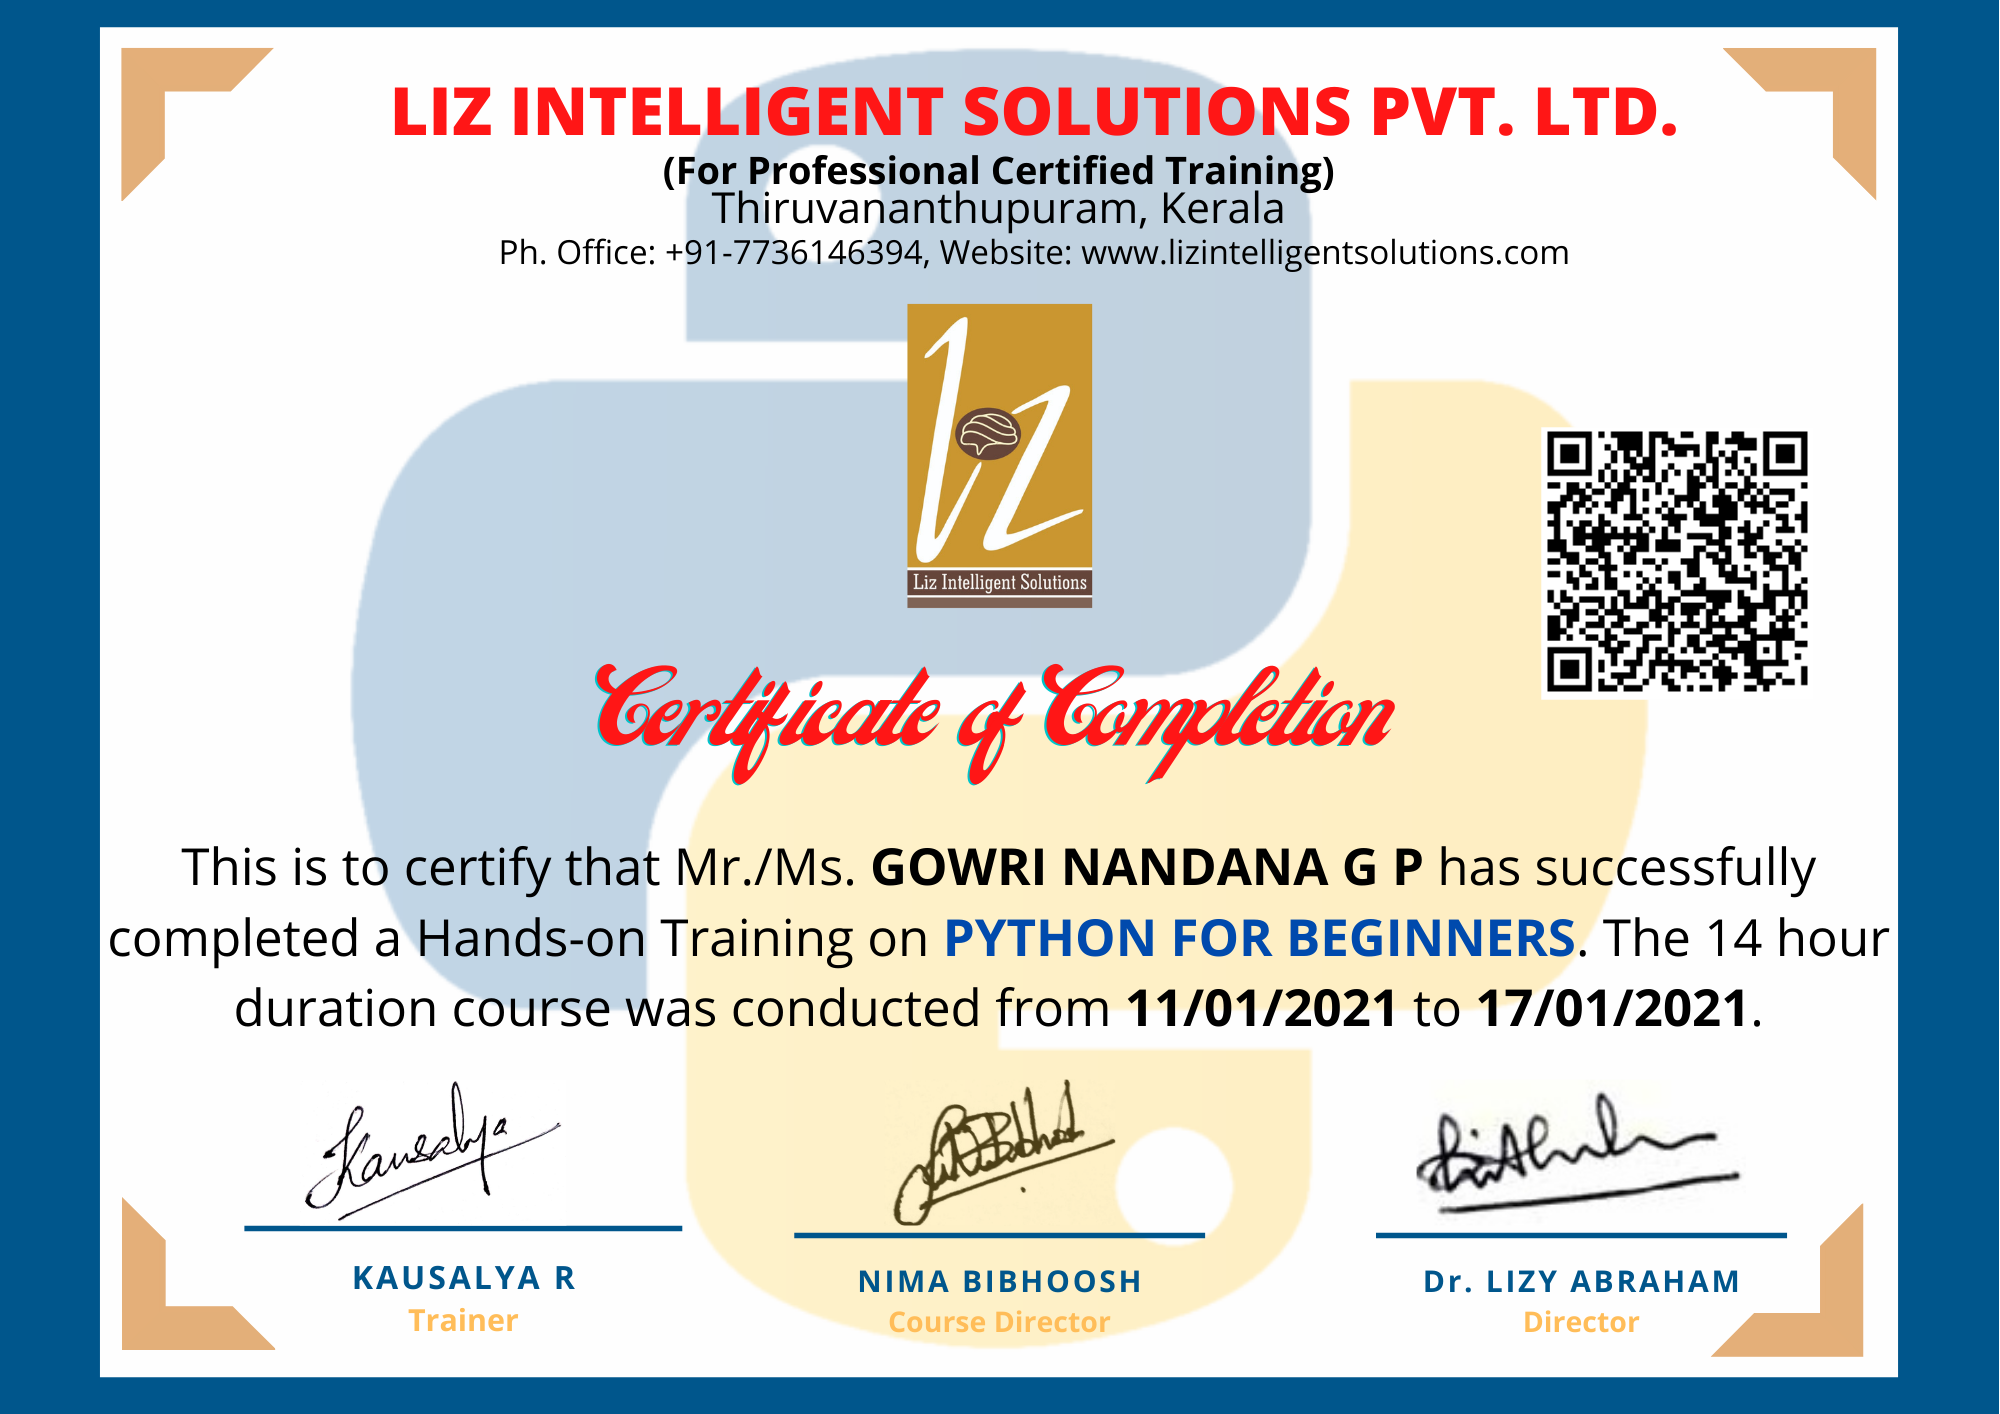 LIZ INTELLIGENT SOLUTIONS PVT. LTD.
(For Professional Certified Training)
Thiruvananthupuram, Kerala
Ph. Office: +91-7736146394, Website: www.lizintelligentsolutions.com
Liz
Liz Intelligent Solutions
Certificate of Completion
This is to certify that Mr./Ms. GOWRI NANDANA G P has successfully
completed a Hands-on Training on PYTHON FOR BEGINNERS. The 14 hour
duration course was conducted from 11/01/2021 to 17/01/2021.
Kausalya
KAUSALYA R
Trainer
NIMA BIBHOOSH
Course Director
Dr. LIZY ABRAHAM
Director